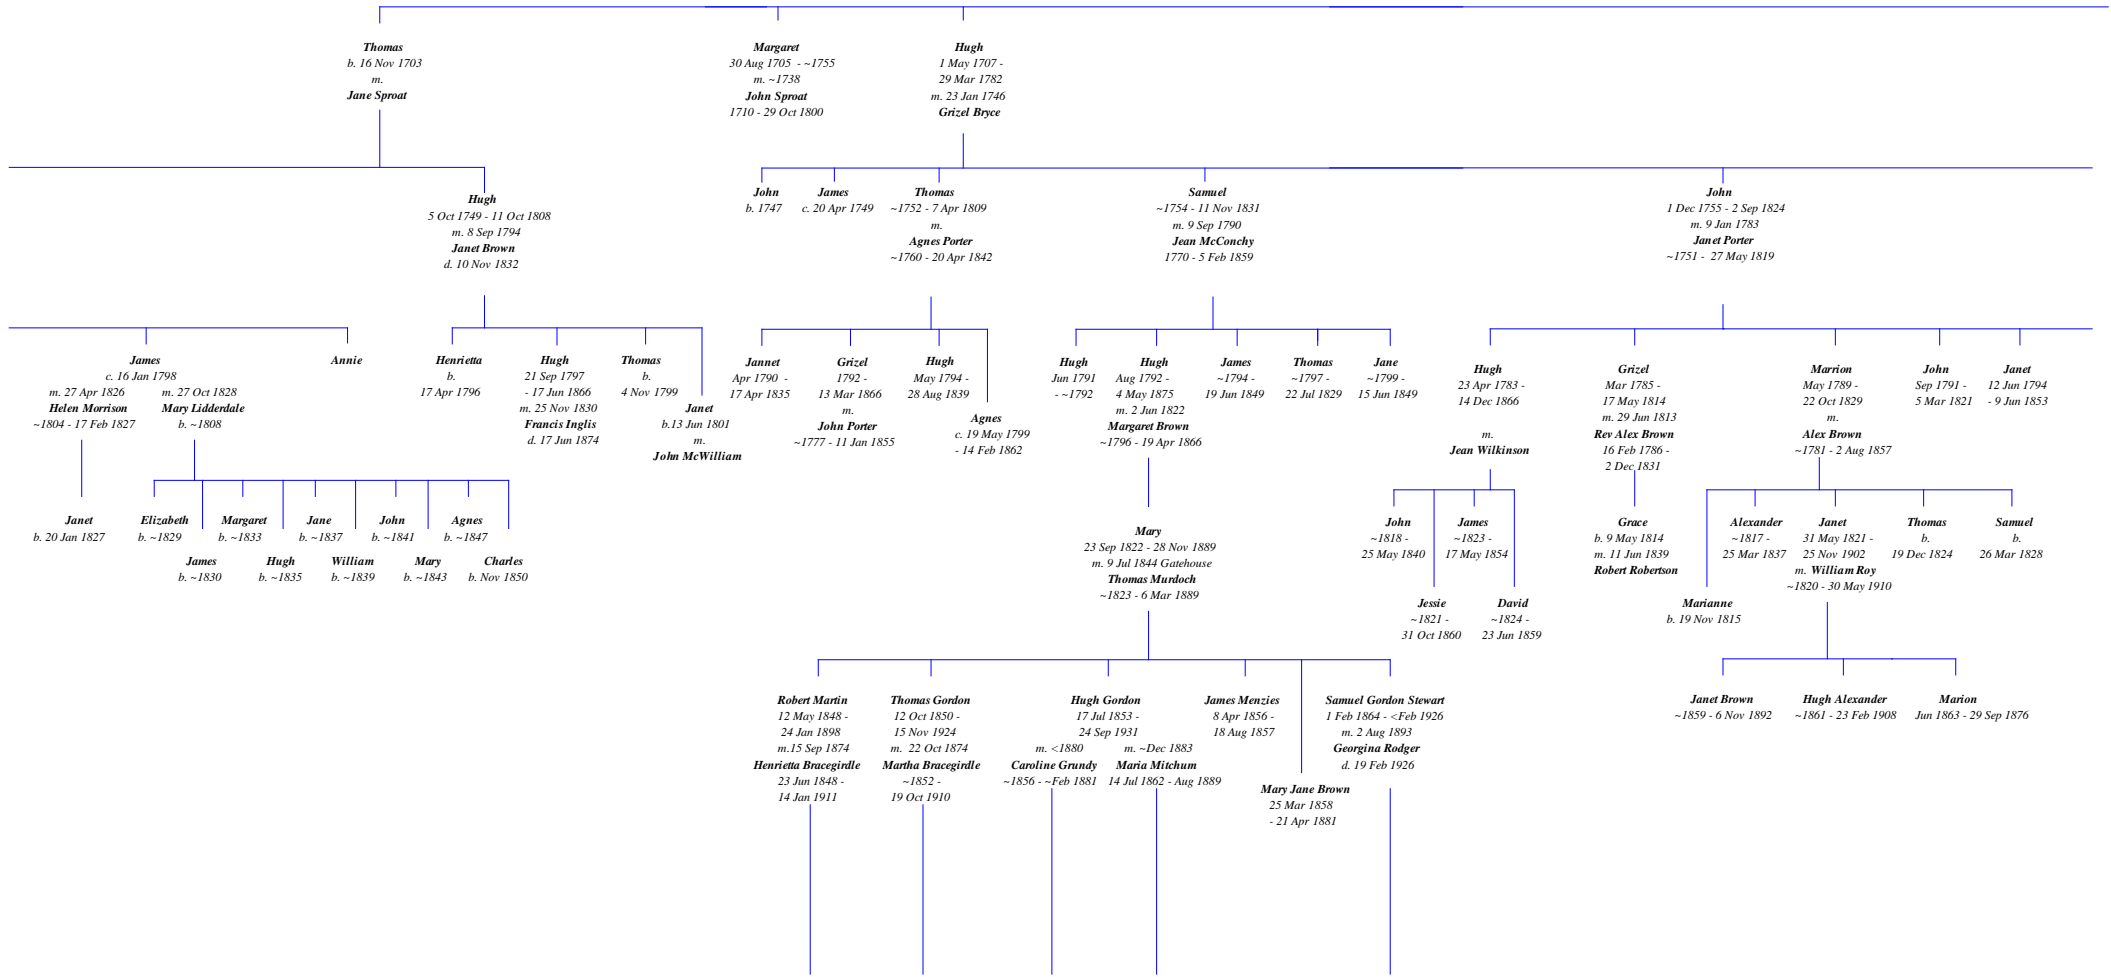 Thomas
b. 16 Nov 1703
m.
Jane Sproat
Margaret
30 Aug 1705 - ~1755
m. ~1738
John Sproat
1710 - 29 Oct 1800
Hugh
1 May 1707 -
29 Mar 1782
m. 23 Jan 1746
Grizel Bryce
Hugh
5 Oct 1749 - 11 Oct 1808
m. 8 Sep 1794
Janet Brown
d. 10 Nov 1832
John
b. 1747
James
c. 20 Apr 1749
Thomas
~1752 - 7 Apr 1809
m.
Agnes Porter
~1760 - 20 Apr 1842
Samuel
~1754 - 11 Nov 1831
m. 9 Sep 1790
Jean McConchy
1770 - 5 Feb 1859
John
1 Dec 1755 - 2 Sep 1824
m. 9 Jan 1783
Janet Porter
~1751 - 27 May 1819
James
c. 16 Jan 1798
m. 27 Apr 1826
Helen Morrison
~1804 - 17 Feb 1827
m. 27 Oct 1828
Mary Lidderdale
b. ~1808
Annie
Henrietta
b.
17 Apr 1796
Hugh
21 Sep 1797
- 17 Jun 1866
m. 25 Nov 1830
Francis Inglis
d. 17 Jun 1874
Thomas
b.
4 Nov 1799
Janet
b.13 Jun 1801
m.
John McWilliam
Jannet
Apr 1790 -
17 Apr 1835
Grizel
1792 -
13 Mar 1866
m.
John Porter
~1777 - 11 Jan 1855
Hugh
May 1794 -
28 Aug 1839
Agnes
c. 19 May 1799
- 14 Feb 1862
Hugh
Jun 1791
- ~1792
Hugh
Aug 1792 -
4 May 1875
m. 2 Jun 1822
Margaret Brown
~1796 - 19 Apr 1866
James
~1794 -
19 Jun 1849
Thomas
~1797 -
22 Jul 1829
Jane
~1799 -
15 Jun 1849
Hugh
23 Apr 1783 -
14 Dec 1866
m.
Jean Wilkinson
Grizel
Mar 1785 -
17 May 1814
m. 29 Jun 1813
Rev Alex Brown
16 Feb 1786 -
2 Dec 1831
Marrion
May 1789 -
22 Oct 1829
m.
Alex Brown
~1781 - 2 Aug 1857
John
Sep 1791 -
5 Mar 1821
Janet
12 Jun 1794
- 9 Jun 1853
Janet
b. 20 Jan 1827
Elizabeth
b. ~1829
James
b. ~1830
Margaret
b. ~1833
Hugh
b. ~1835
Jane
b. ~1837
William
b. ~1839
John
b. ~1841
Mary
b. ~1843
Agnes
b. ~1847
Charles
b. Nov 1850
Mary
23 Sep 1822 - 28 Nov 1889
m. 9 Jul 1844 Gatehouse
Thomas Murdoch
~1823 - 6 Mar 1889
John
~1818 -
25 May 1840
Jessie
~1821 -
31 Oct 1860
James
~1823 -
17 May 1854
David
~1824 -
23 Jun 1859
Grace
b. 9 May 1814
m. 11 Jun 1839
Robert Robertson
Marianne
b. 19 Nov 1815
Alexander
~1817 -
25 Mar 1837
Janet
31 May 1821 -
25 Nov 1902
m. William Roy
~1820 - 30 May 1910
Thomas
b.
19 Dec 1824
Samuel
b.
26 Mar 1828
Robert Martin
12 May 1848 -
24 Jan 1898
m.15 Sep 1874
Henrietta Bracegirdle
23 Jun 1848 -
14 Jan 1911
Thomas Gordon
12 Oct 1850 -
15 Nov 1924
m. 22 Oct 1874
Martha Bracegirdle
~1852 -
19 Oct 1910
Hugh Gordon
17 Jul 1853 -
24 Sep 1931
m. <1880
Caroline Grundy
~1856 - ~Feb 1881
m. ~Dec 1883
Maria Mitchum
14 Jul 1862 - Aug 1889
James Menzies
8 Apr 1856 -
18 Aug 1857
Mary Jane Brown
25 Mar 1858
- 21 Apr 1881
Samuel Gordon Stewart
1 Feb 1864 - <Feb 1926
m. 2 Aug 1893
Georgina Rodger
d. 19 Feb 1926
Janet Brown
~1859 - 6 Nov 1892
Hugh Alexander
~1861 - 23 Feb 1908
Marion
Jun 1863 - 29 Sep 1876